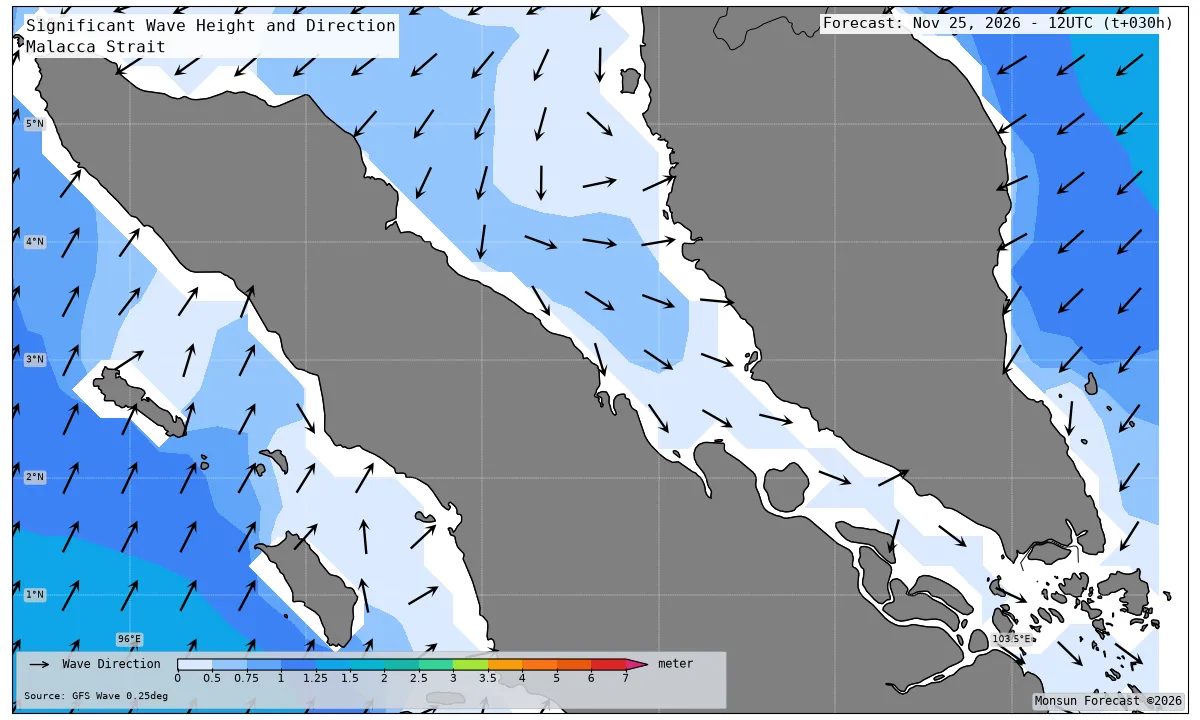 Significant Wave Height and Direction
Malacca Strait
Forecast: Nov 25, 2026 - 12UTC (t+030h)
5°N
4°N
3°N
2°N
1°N
96°E
103.5°E
Wave Direction
meter
0 0.5 0.75 1 1.25 1.5 2 2.5 3 3.5 4 5 6 7
Source: GFS Wave 0.25deg
Monsun Forecast ©2026